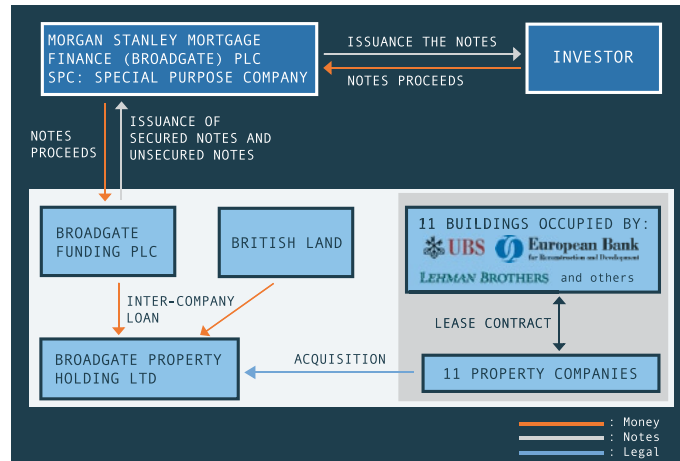 MORGAN STANLEY MORTGAGE
FINANCE (BROADGATE) PLC
SPC: SPECIAL PURPOSE COMPANY
ISSUANCE THE NOTES
NOTES PROCEEDS
INVESTOR
NOTES
PROCEEDS
ISSUANCE OF
SECURED NOTES AND
UNSECURED NOTES
BROADGATE
FUNDING PLC
BRITISH LAND
11 BUILDINGS OCCUPIED BY:
UBS
European Bank
for Reconstruction and Development
LEHMAN BROTHERS and others
INTER-COMPANY
LOAN
LEASE CONTRACT
BROADGATE PROPERTY
HOLDING LTD
ACQUISITION
11 PROPERTY COMPANIES
: Money
: Notes
: Legal